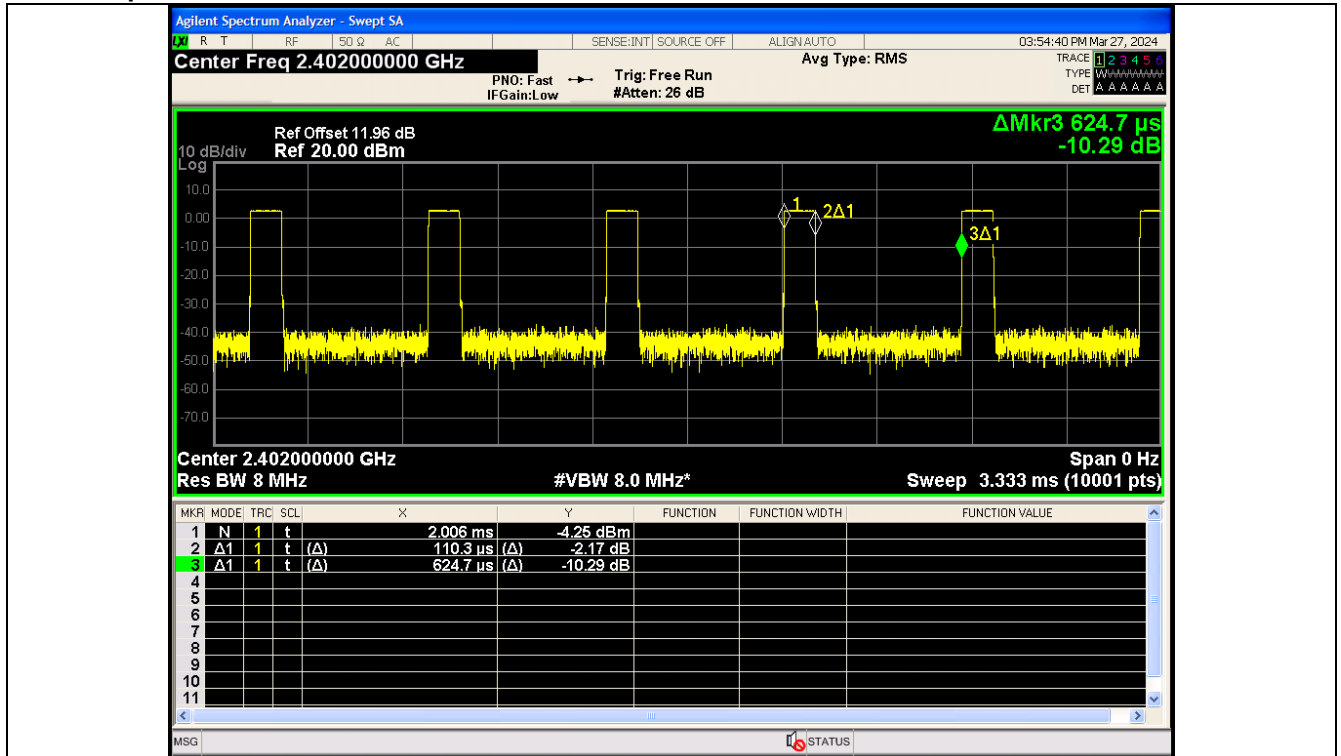 Agilent Spectrum Analyzer - Swept SA
LXI R T RF 50 Ω AC SENSE:INT SOURCE OFF ALIGN AUTO 03:54:40 PM Mar 27, 2024
Center Freq 2.402000000 GHz Avg Type: RMS TRACE 1 2 3 4 5 6
PNO: Fast Trig: Free Run TYPE WWWWWW
IFGain:Low #Atten: 26 dB DET A A A A A A
ΔMkr3 624.7 µs
Ref Offset 11.96 dB
10 dB/div Ref 20.00 dBm -10.29 dB
Log
10.0
0.00
-10.0
-20.0
-30.0
-40.0
-50.0
-60.0
-70.0
1 2Δ1
3Δ1
Center 2.402000000 GHz Span 0 Hz
Res BW 8 MHz #VBW 8.0 MHz* Sweep 3.333 ms (10001 pts)
MKR MODE TRC SCL X Y FUNCTION FUNCTION WIDTH FUNCTION VALUE
1 N 1 t 2.006 ms -4.25 dBm
2 Δ1 1 t (Δ) 110.3 µs (Δ) -2.17 dB
3 Δ1 1 t (Δ) 624.7 µs (Δ) -10.29 dB
4
5
6
7
8
9
10
11
MSG STATUS